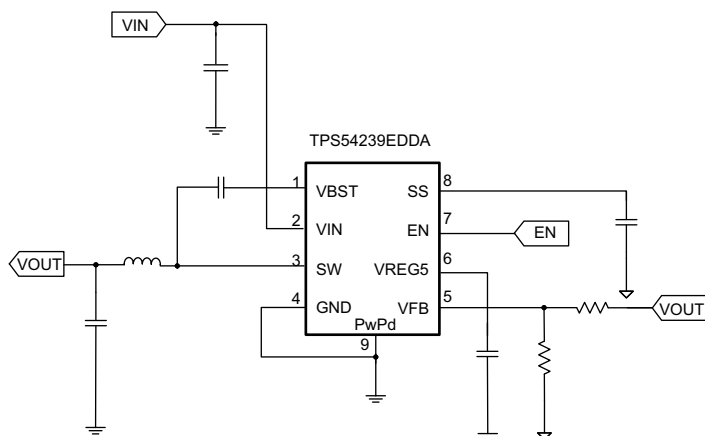 VIN
TPS54239EDDA
1 VBST SS 8
2 VIN EN 7 EN
VOUT 3 SW VREG5 6
4 GND VFB 5 VOUT
PwPd
9